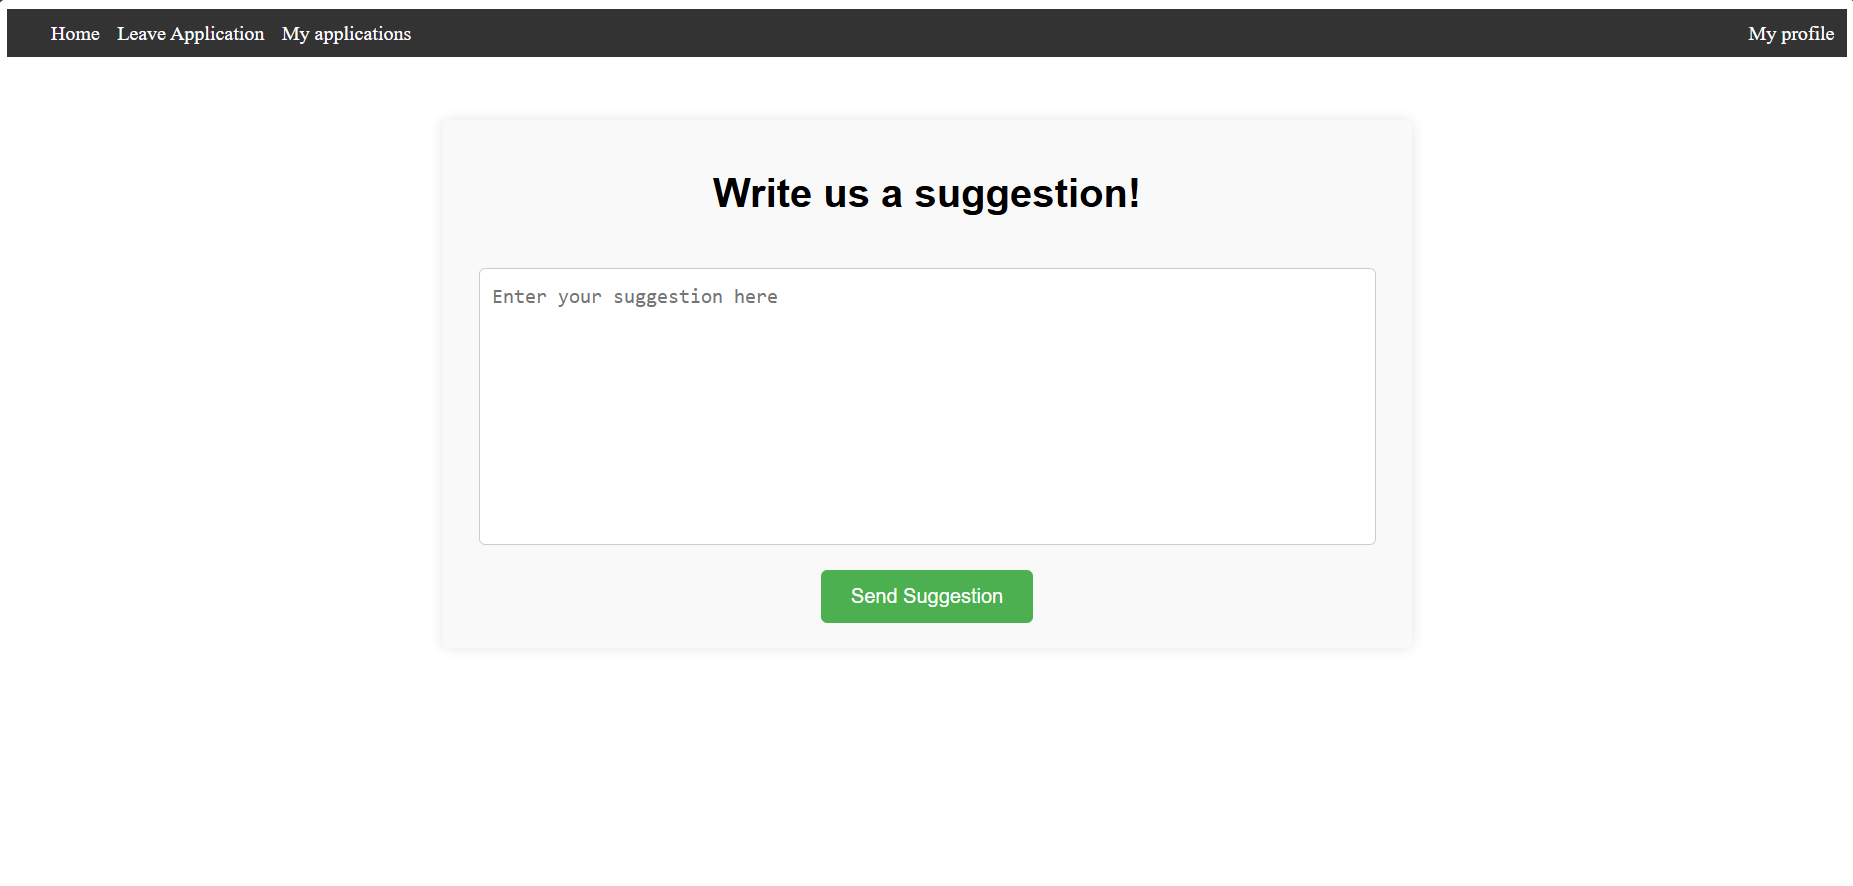 Home Leave Application My applications My profile
Write us a suggestion!
Enter your suggestion here
Send Suggestion